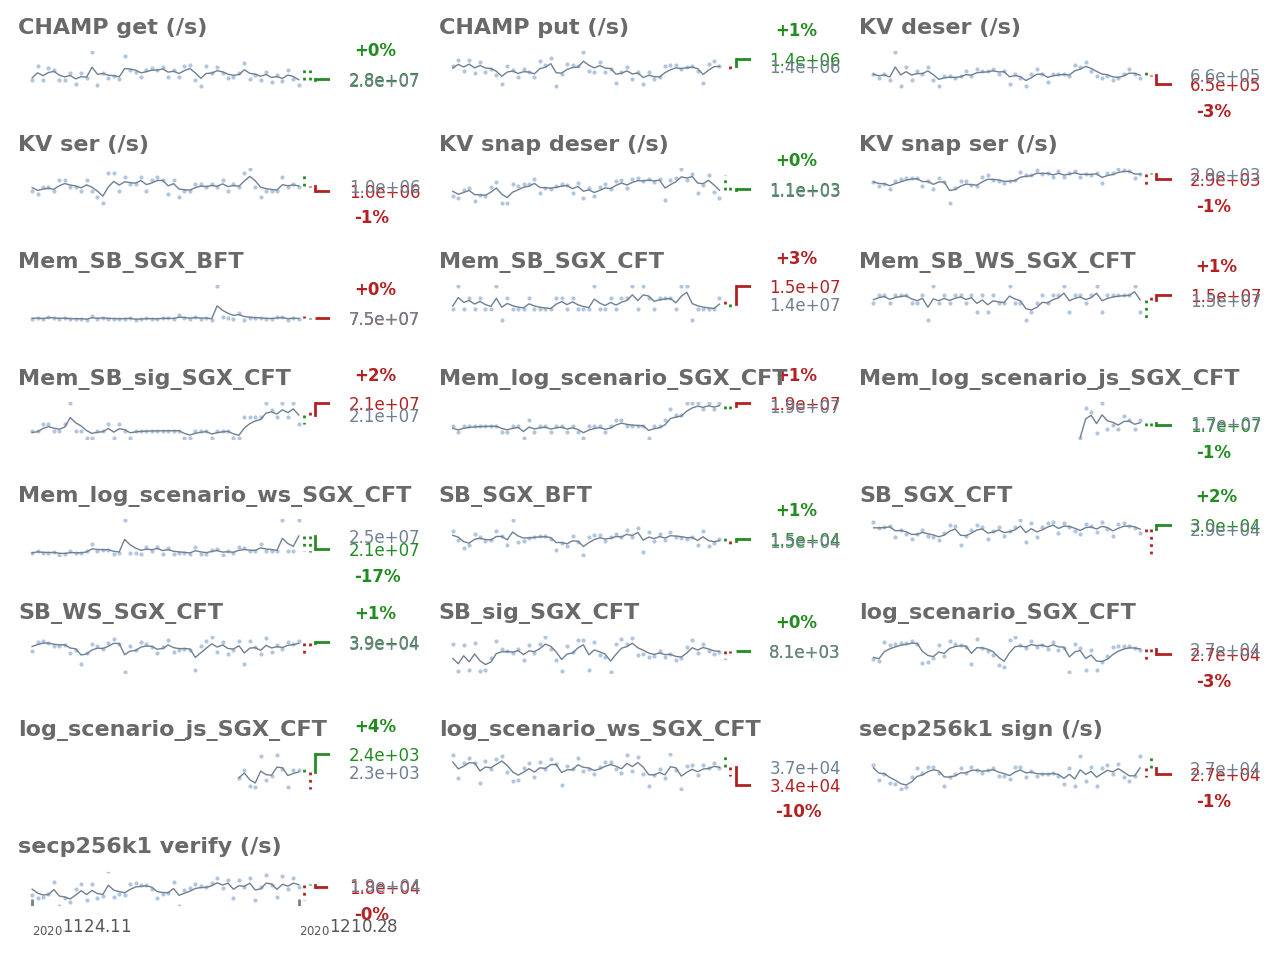 CHAMP get (/s)
+0%
2.8e+07
CHAMP put (/s)
+1%
1.4e+06
1.4e+06
KV deser (/s)
6.6e+05
6.5e+05
-3%
KV ser (/s)
1.0e+06
1.0e+06
-1%
KV snap deser (/s)
+0%
1.1e+03
KV snap ser (/s)
2.9e+03
2.9e+03
-1%
Mem_SB_SGX_BFT
+0%
7.5e+07
Mem_SB_SGX_CFT
+3%
1.5e+07
1.4e+07
Mem_SB_WS_SGX_CFT
+1%
1.5e+07
1.5e+07
Mem_SB_sig_SGX_CFT
+2%
2.1e+07
2.1e+07
Mem_log_scenario_SGX_CFT
+1%
1.9e+07
1.9e+07
Mem_log_scenario_js_SGX_CFT
1.7e+07
1.7e+07
-1%
Mem_log_scenario_ws_SGX_CFT
2.5e+07
2.1e+07
-17%
SB_SGX_BFT
+1%
1.5e+04
1.5e+04
SB_SGX_CFT
+2%
3.0e+04
2.9e+04
SB_WS_SGX_CFT
+1%
3.9e+04
3.9e+04
SB_sig_SGX_CFT
+0%
8.1e+03
log_scenario_SGX_CFT
2.7e+04
2.7e+04
-3%
log_scenario_js_SGX_CFT
+4%
2.4e+03
2.3e+03
log_scenario_ws_SGX_CFT
3.7e+04
3.4e+04
-10%
secp256k1 sign (/s)
2.7e+04
2.7e+04
-1%
secp256k1 verify (/s)
1.8e+04
-0%
2020 1124.11
2020 1210.28